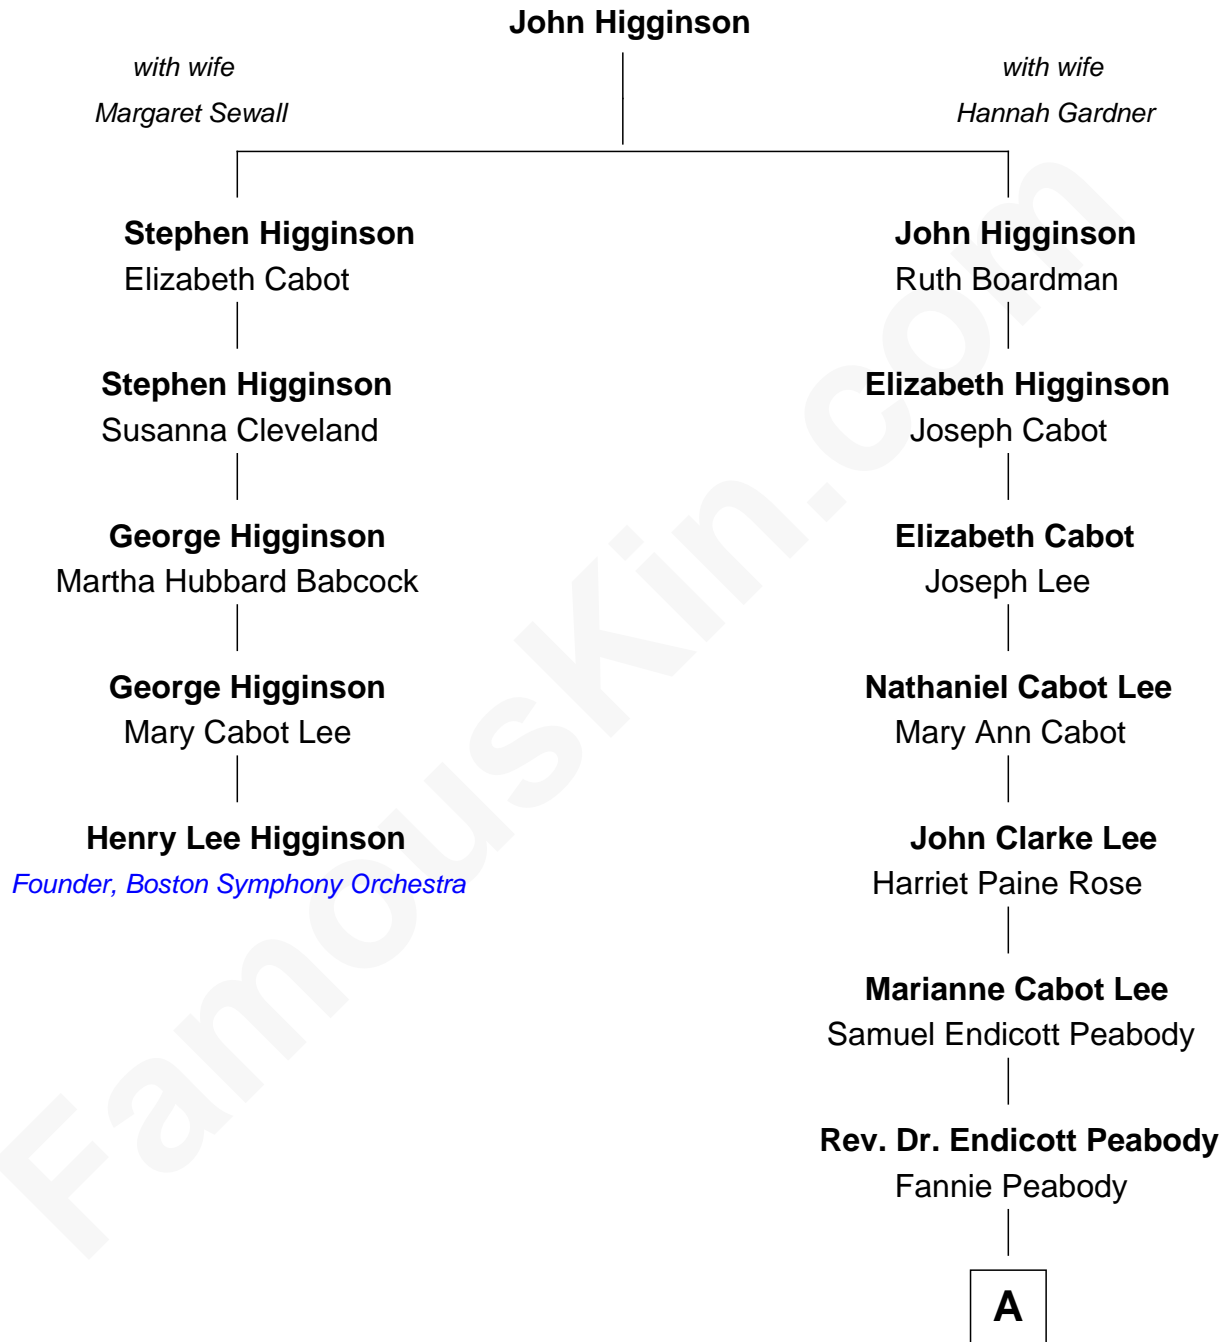 John Higginson
with wife
Margaret Sewall
with wife
Hannah Gardner
Stephen Higginson
Elizabeth Cabot
Stephen Higginson
Susanna Cleveland
George Higginson
Martha Hubbard Babcock
George Higginson
Mary Cabot Lee
Henry Lee Higginson
Founder, Boston Symphony Orchestra
John Higginson
Ruth Boardman
Elizabeth Higginson
Joseph Cabot
Elizabeth Cabot
Joseph Lee
Nathaniel Cabot Lee
Mary Ann Cabot
John Clarke Lee
Harriet Paine Rose
Marianne Cabot Lee
Samuel Endicott Peabody
Rev. Dr. Endicott Peabody
Fannie Peabody
A
FamousKin.com